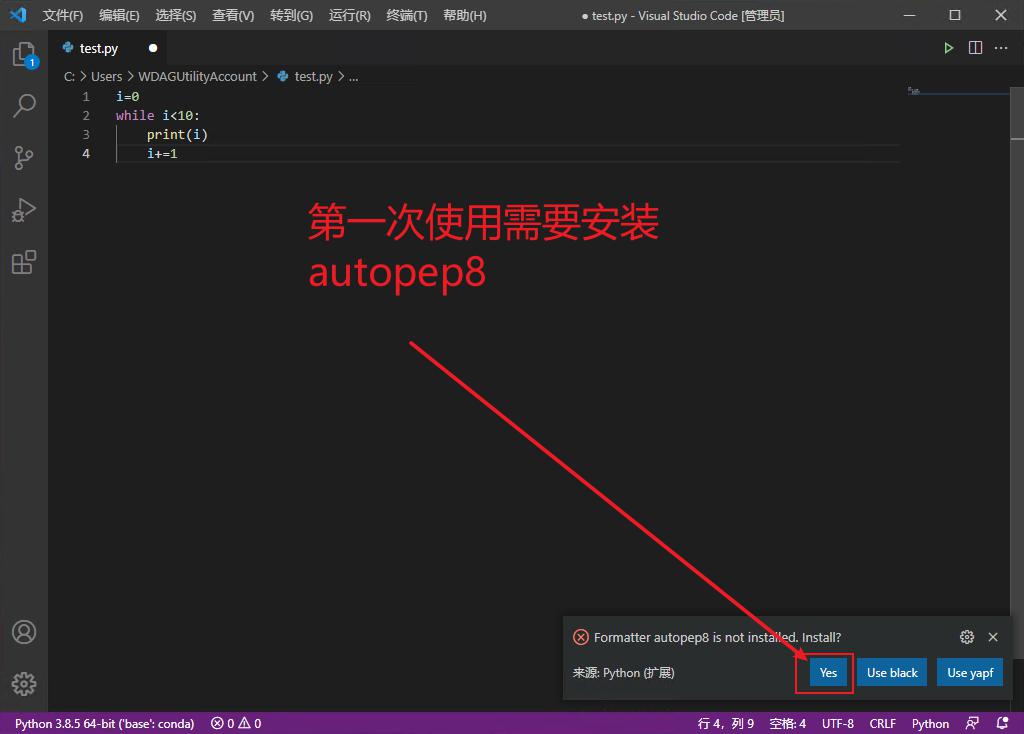 文件(F) 编辑(E) 选择(S) 查看(V) 转到(G) 运行(R) 终端(T) 帮助(H) ● test.py - Visual Studio Code [管理员]
1
test.py ●
C: > Users > WDAGUtilityAccount > test.py > ...
1 i=0
2 while i<10:
3 print(i)
4 i+=1
第一次使用需要安装
autopep8
Formatter autopep8 is not installed. Install?
来源: Python (扩展) Yes Use black Use yapf
Python 3.8.5 64-bit ('base': conda) 0 0 行 4，列 9 空格: 4 UTF-8 CRLF Python